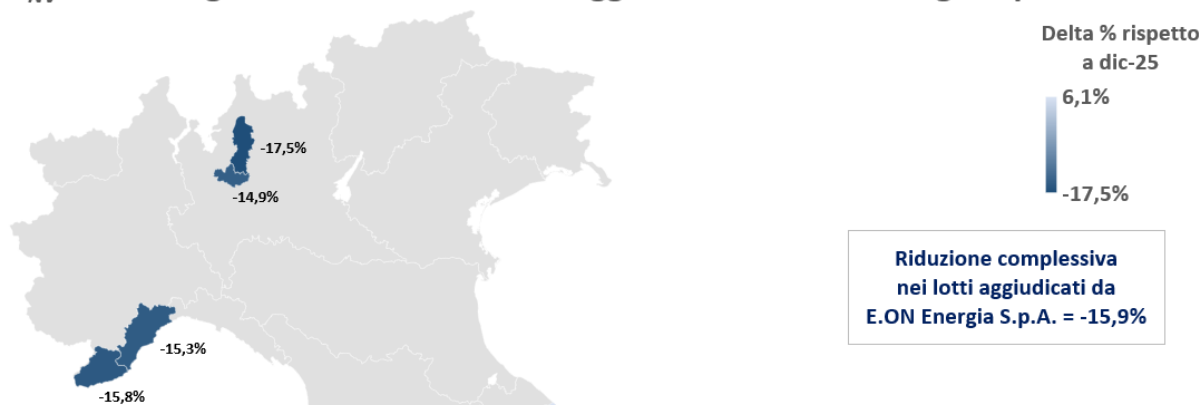 Delta % rispetto
a dic-25
6,1%
-17,5%
-17,5%
-14,9%
Riduzione complessiva
nei lotti aggiudicati da
E.ON Energia S.p.A. = -15,9%
-15,3%
-15,8%